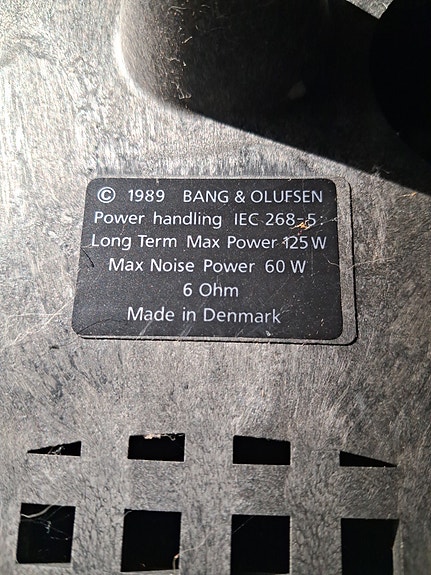 © 1989 BANG & OLUFSEN
Power handling IEC 268-5:
Long Term Max Power 125 W
Max Noise Power 60 W
6 Ohm
Made in Denmark